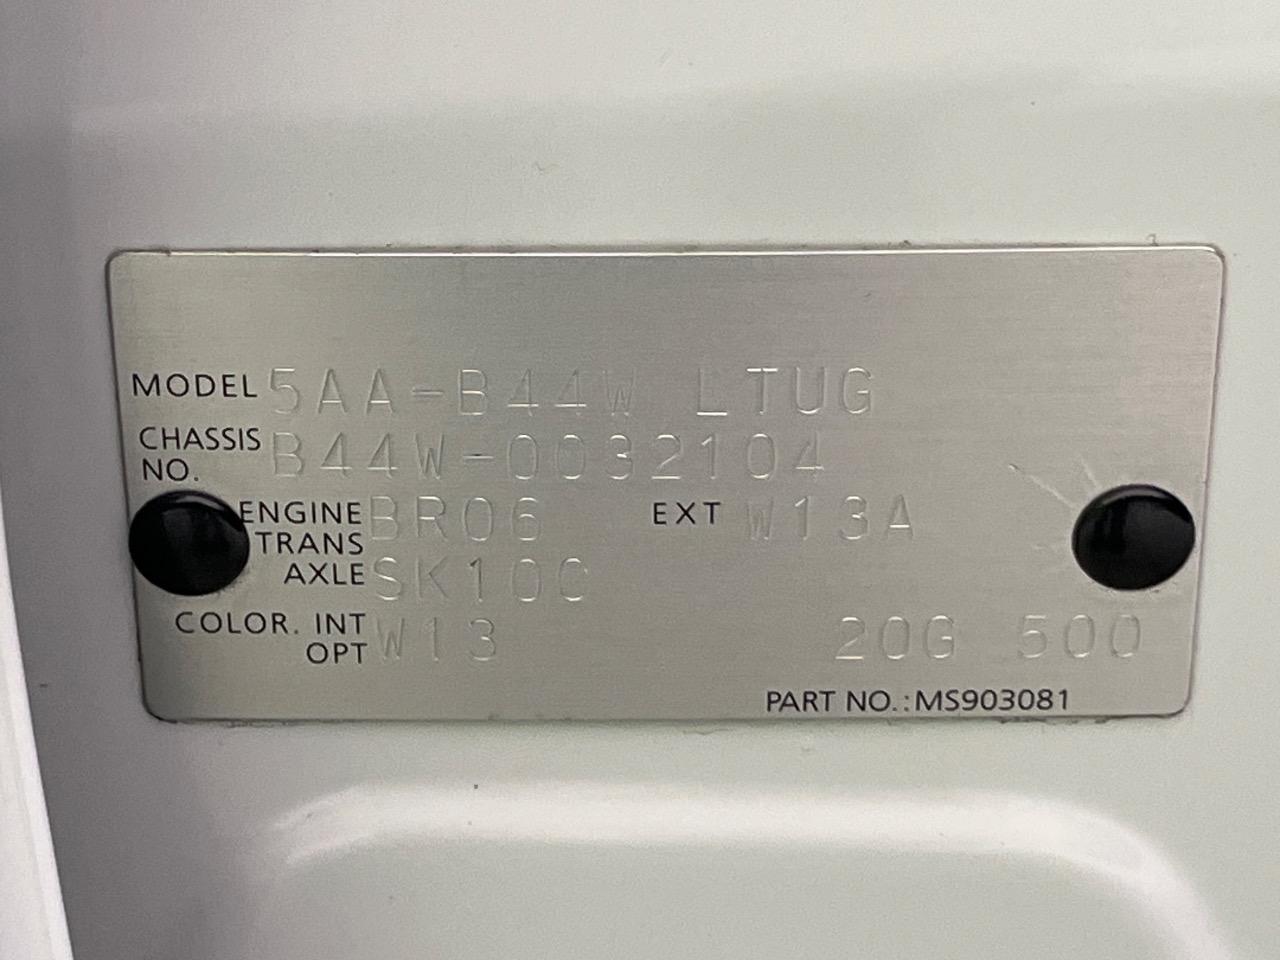 MODEL 5AA-B44W LTUG
CHASSIS NO. B44W-0032104
ENGINE BR06 EXT W13A
TRANS AXLE SK10C
COLOR. INT OPT W13 20G 500
PART NO.:MS903081